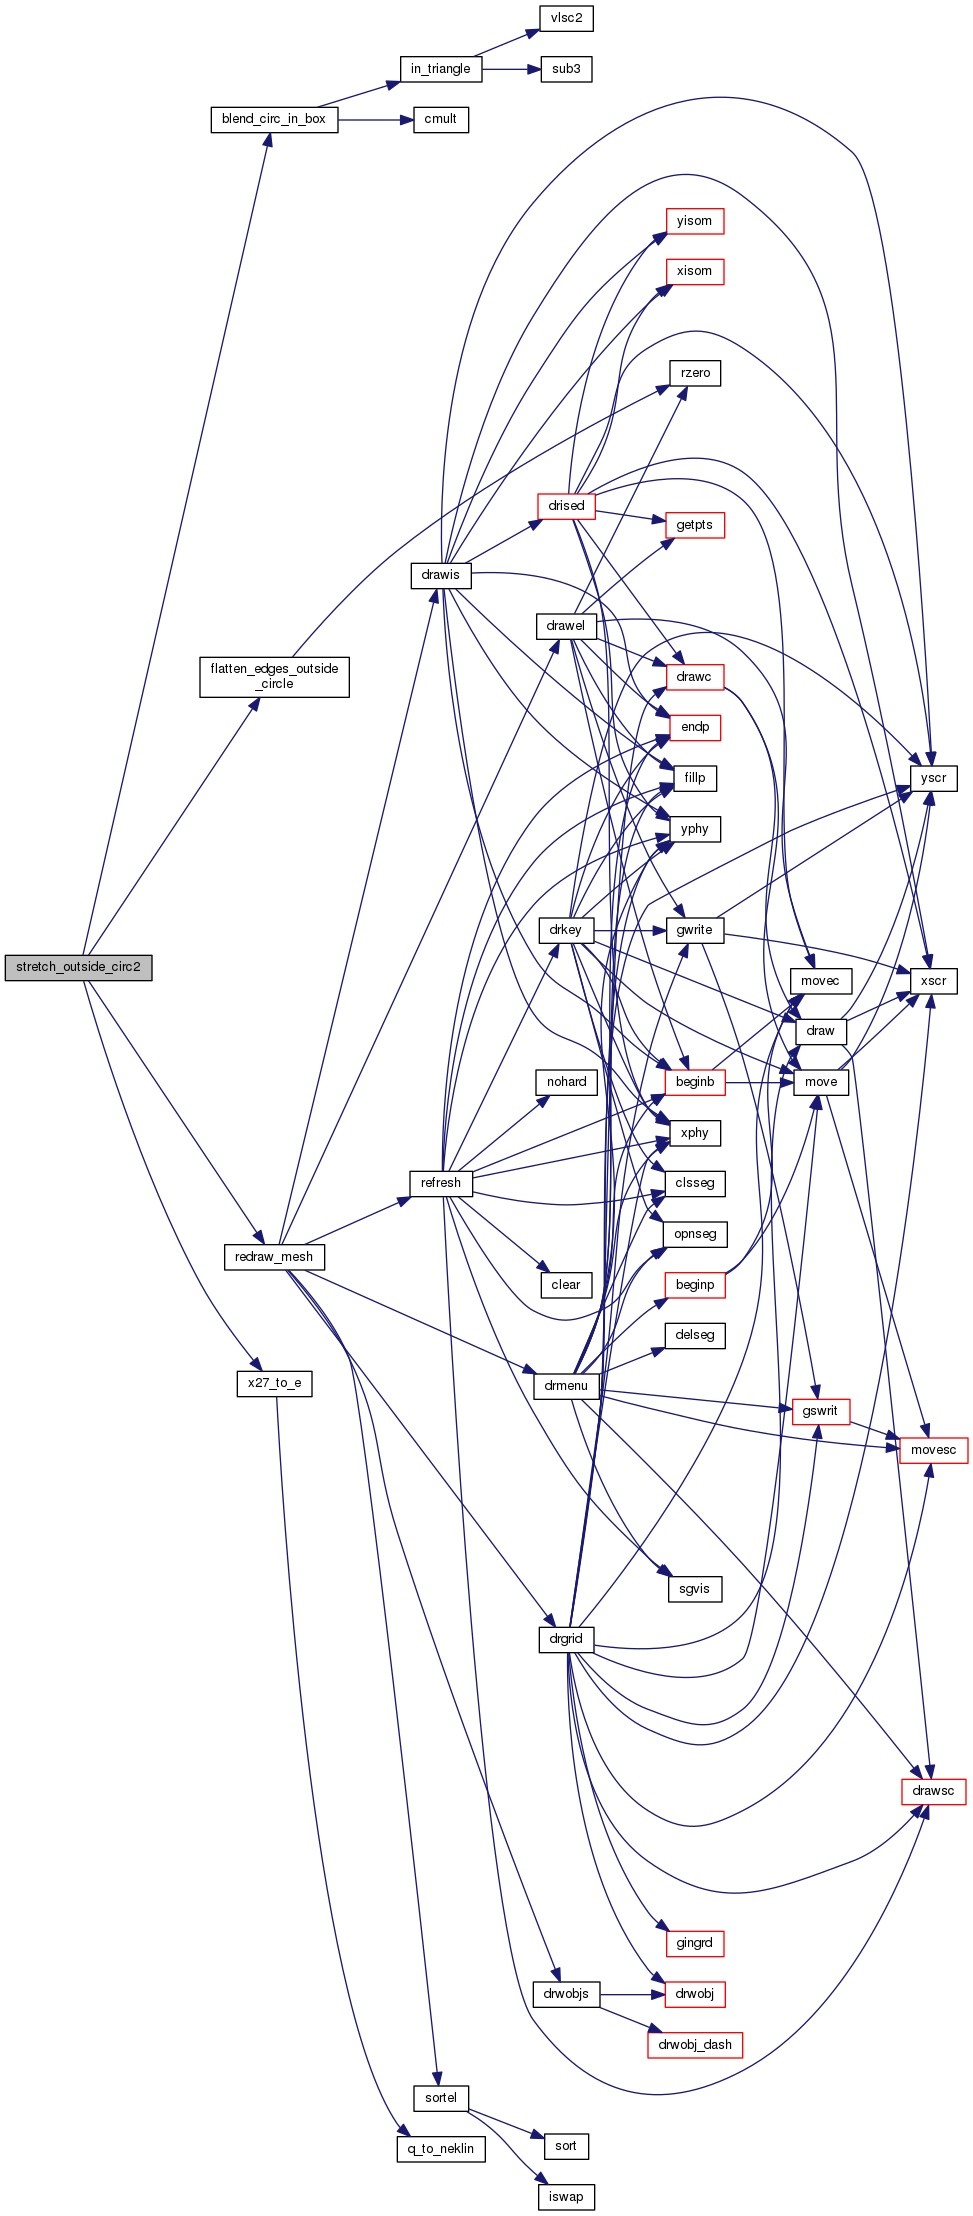 vlsc2
in_triangle
sub3
blend_circ_in_box
cmult
yisom
xisom
rzero
drised
getpts
drawis
drawel
flatten_edges_outside
_circle
drawc
endp
fillp
yscr
yphy
drkey
gwrite
stretch_outside_circ2
movec
xscr
draw
nohard
beginb
move
xphy
refresh
clsseg
opnseg
redraw_mesh
clear
beginp
delseg
x27_to_e
drmenu
gswrit
movesc
sgvis
drgrid
drawsc
gingrd
drwobjs
drwobj
drwobj_dash
sortel
q_to_neklin
sort
iswap